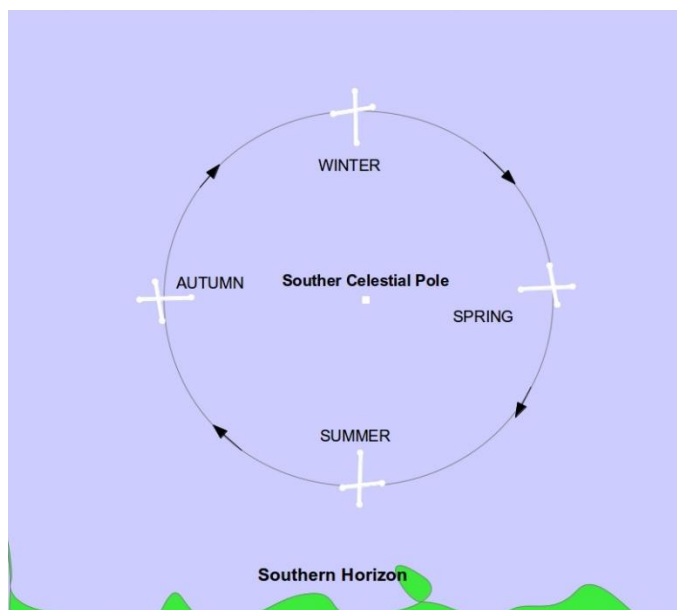 WINTER
AUTUMN
Souther Celestial Pole
SPRING
SUMMER
Southern Horizon